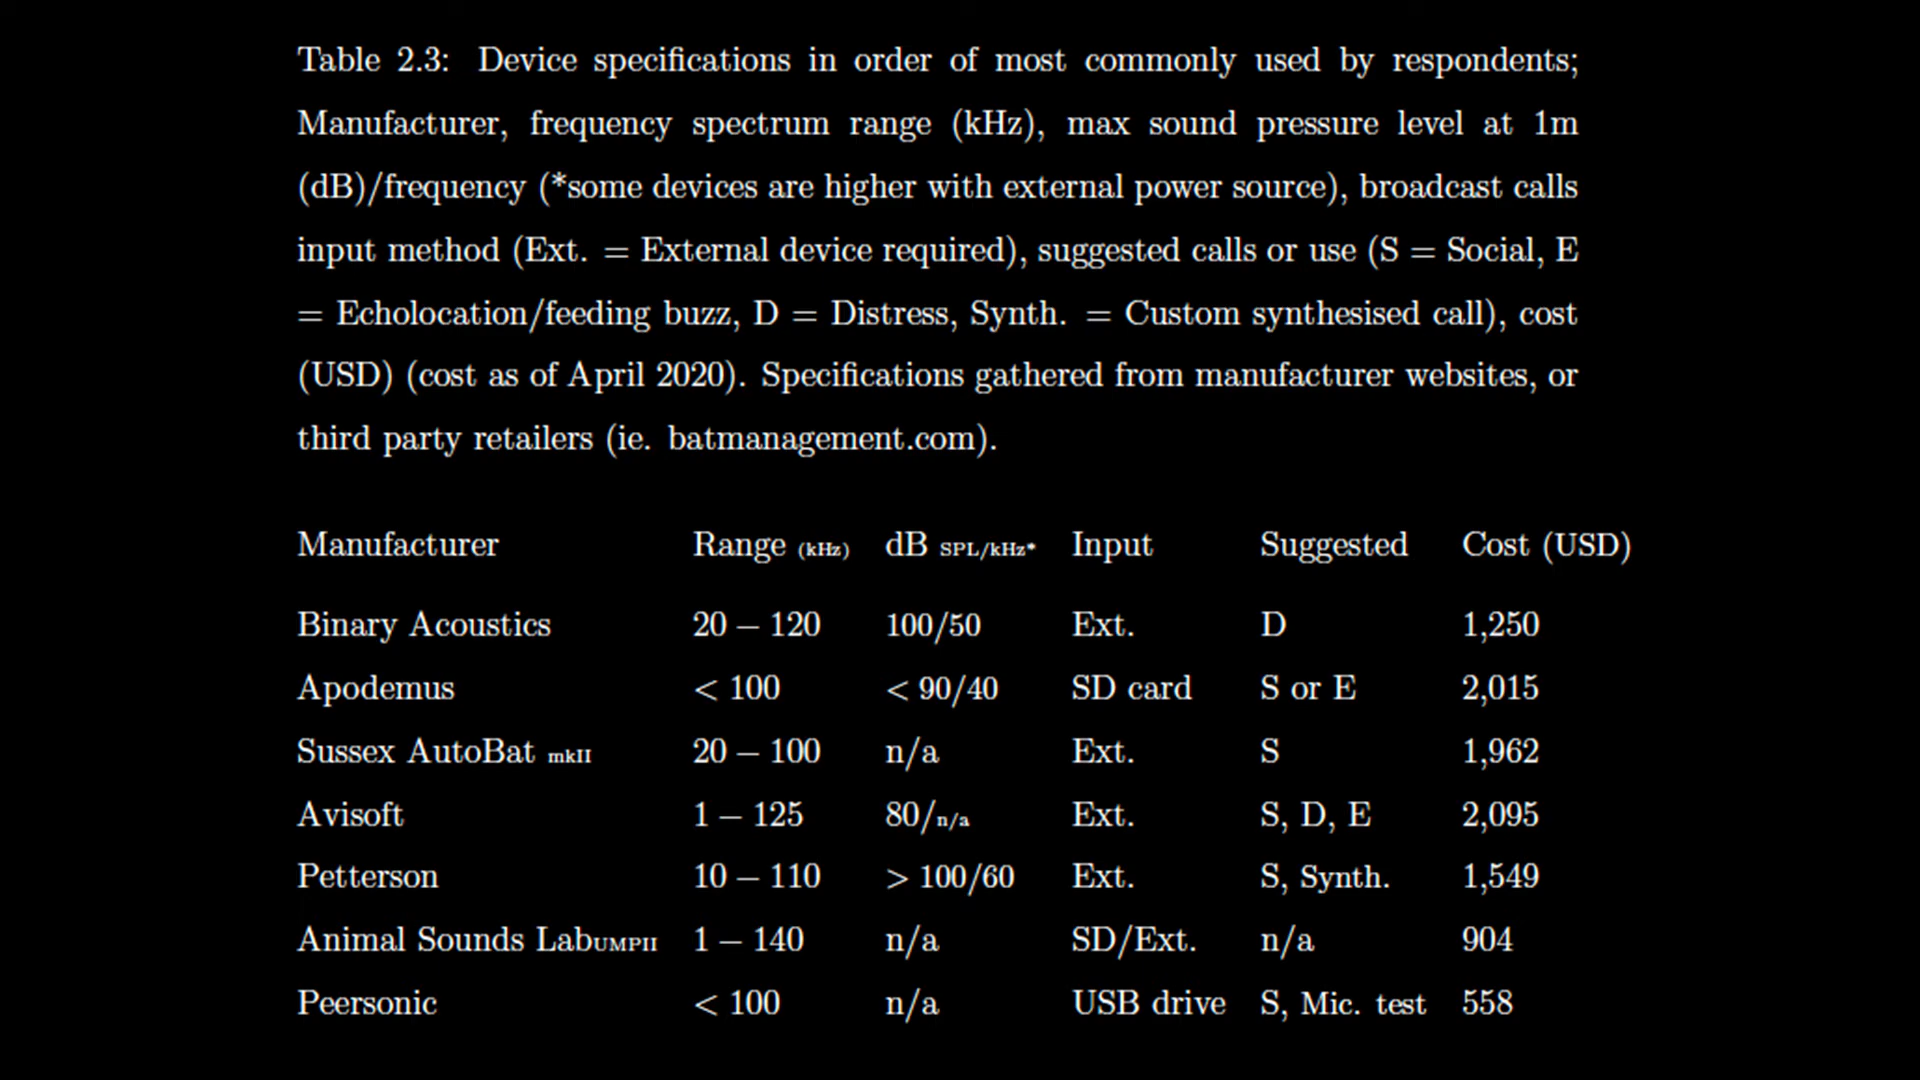 Table 2.3: Device specifications in order of most commonly used by respondents;
Manufacturer, frequency spectrum range (kHz), max sound pressure level at 1m
(dB)/frequency (*some devices are higher with external power source), broadcast calls
input method (Ext. = External device required), suggested calls or use (S = Social, E
= Echolocation/feeding buzz, D = Distress, Synth. = Custom synthesised call), cost
(USD) (cost as of April 2020). Specifications gathered from manufacturer websites, or
third party retailers (ie. batmanagement.com).
Manufacturer Range (kHz) dB SPL/kHz* Input Suggested Cost (USD)
Binary Acoustics 20 – 120 100/50 Ext. D 1,250
Apodemus < 100 < 90/40 SD card S or E 2,015
Sussex AutoBat mkII 20 – 100 n/a Ext. S 1,962
Avisoft 1 – 125 80/n/a Ext. S, D, E 2,095
Petterson 10 – 110 > 100/60 Ext. S, Synth. 1,549
Animal Sounds LabUMPII 1 – 140 n/a SD/Ext. n/a 904
Peersonic < 100 n/a USB drive S, Mic. test 558